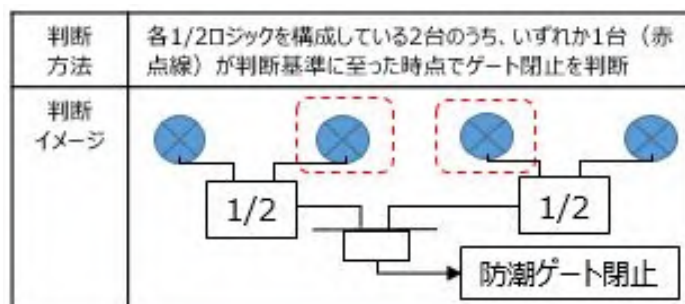 判断
方法
各1/2ロジックを構成している2台のうち、いずれか1台（赤
点線）が判断基準に至った時点でゲート閉止を判断
判断
イメージ
1/2
1/2
防潮ゲート閉止